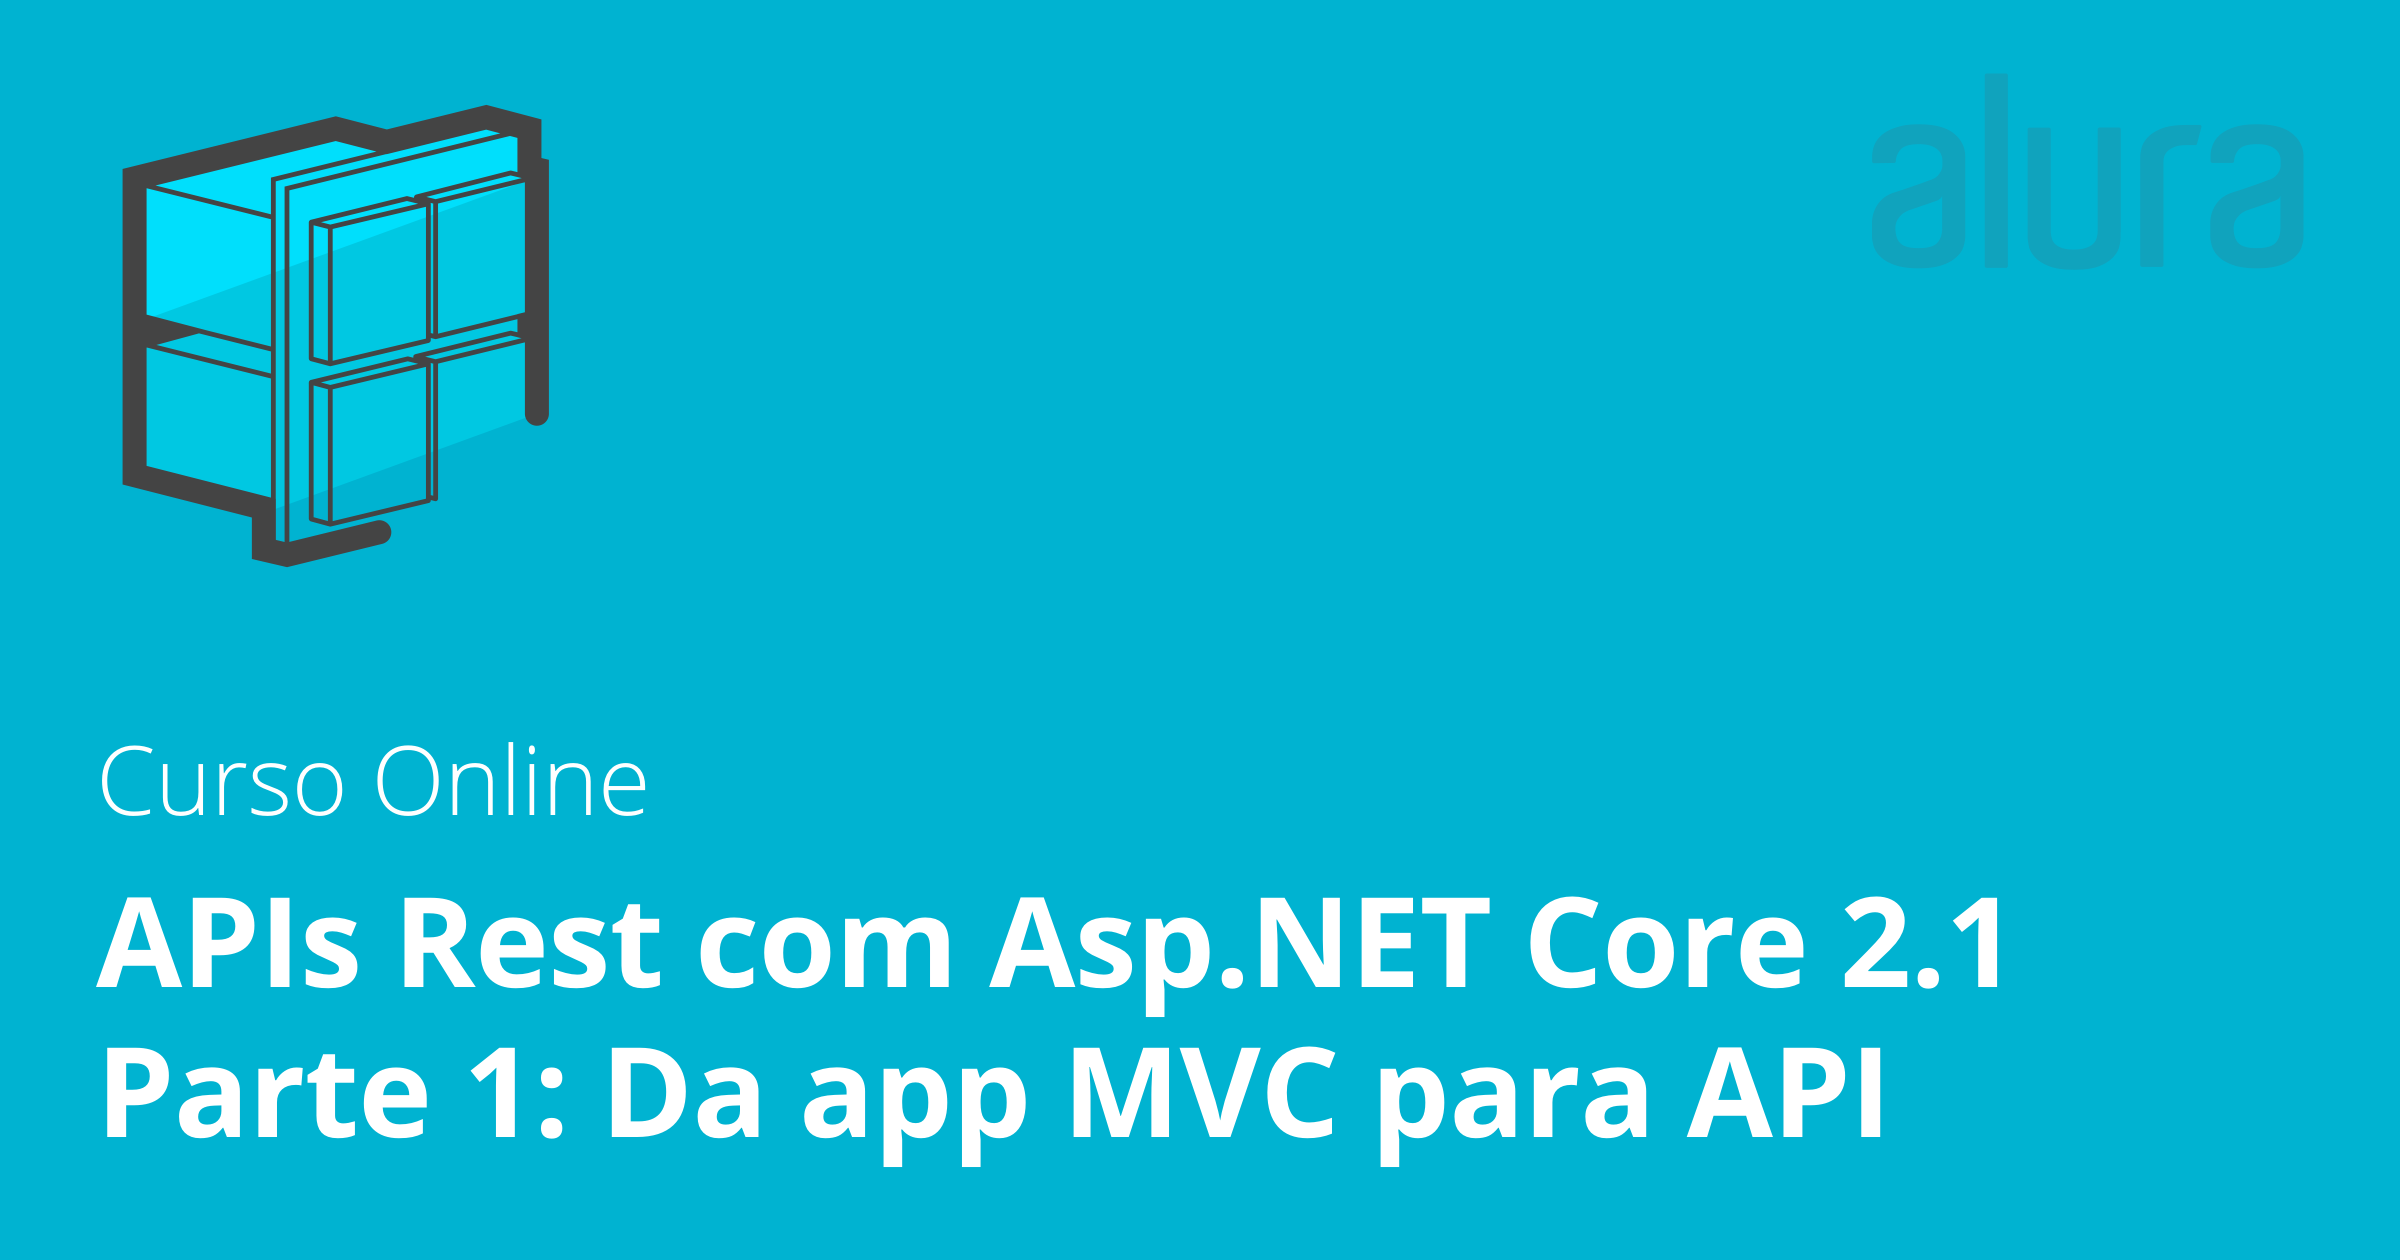 alura
Curso Online
APIs Rest com Asp.NET Core 2.1
Parte 1: Da app MVC para API